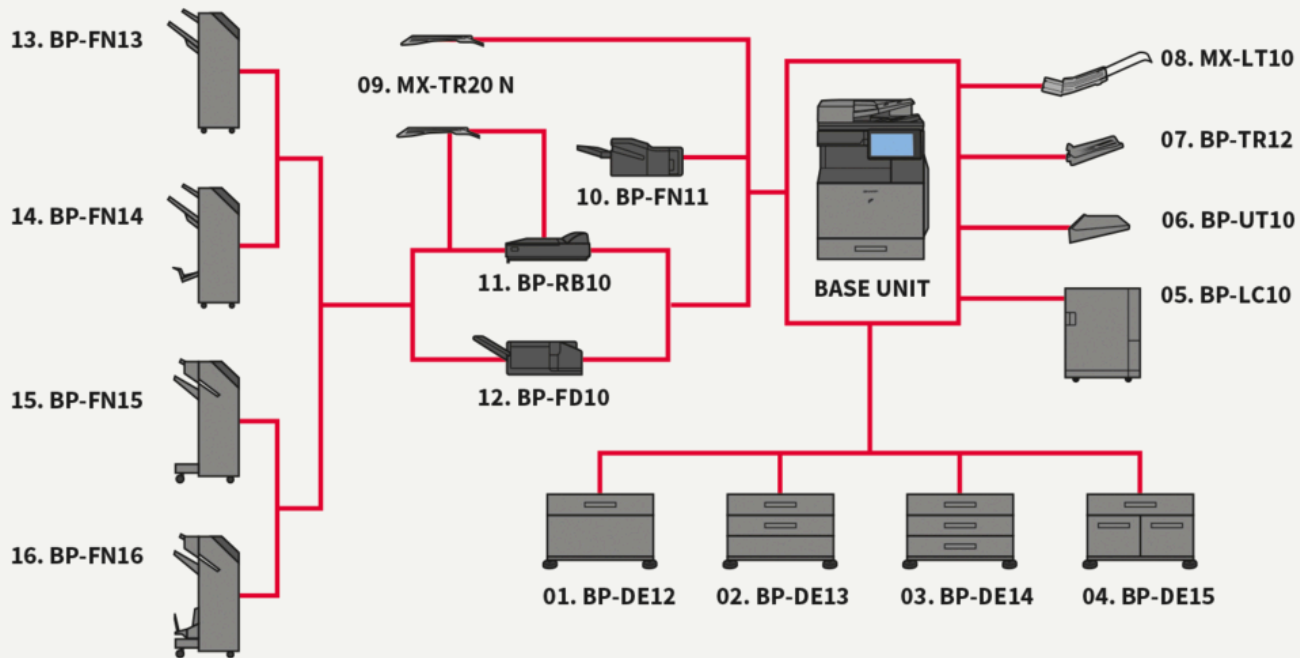 13. BP-FN13
09. MX-TR20 N
08. MX-LT10
07. BP-TR12
14. BP-FN14
10. BP-FN11
06. BP-UT10
11. BP-RB10
BASE UNIT
05. BP-LC10
15. BP-FN15
12. BP-FD10
16. BP-FN16
01. BP-DE12
02. BP-DE13
03. BP-DE14
04. BP-DE15